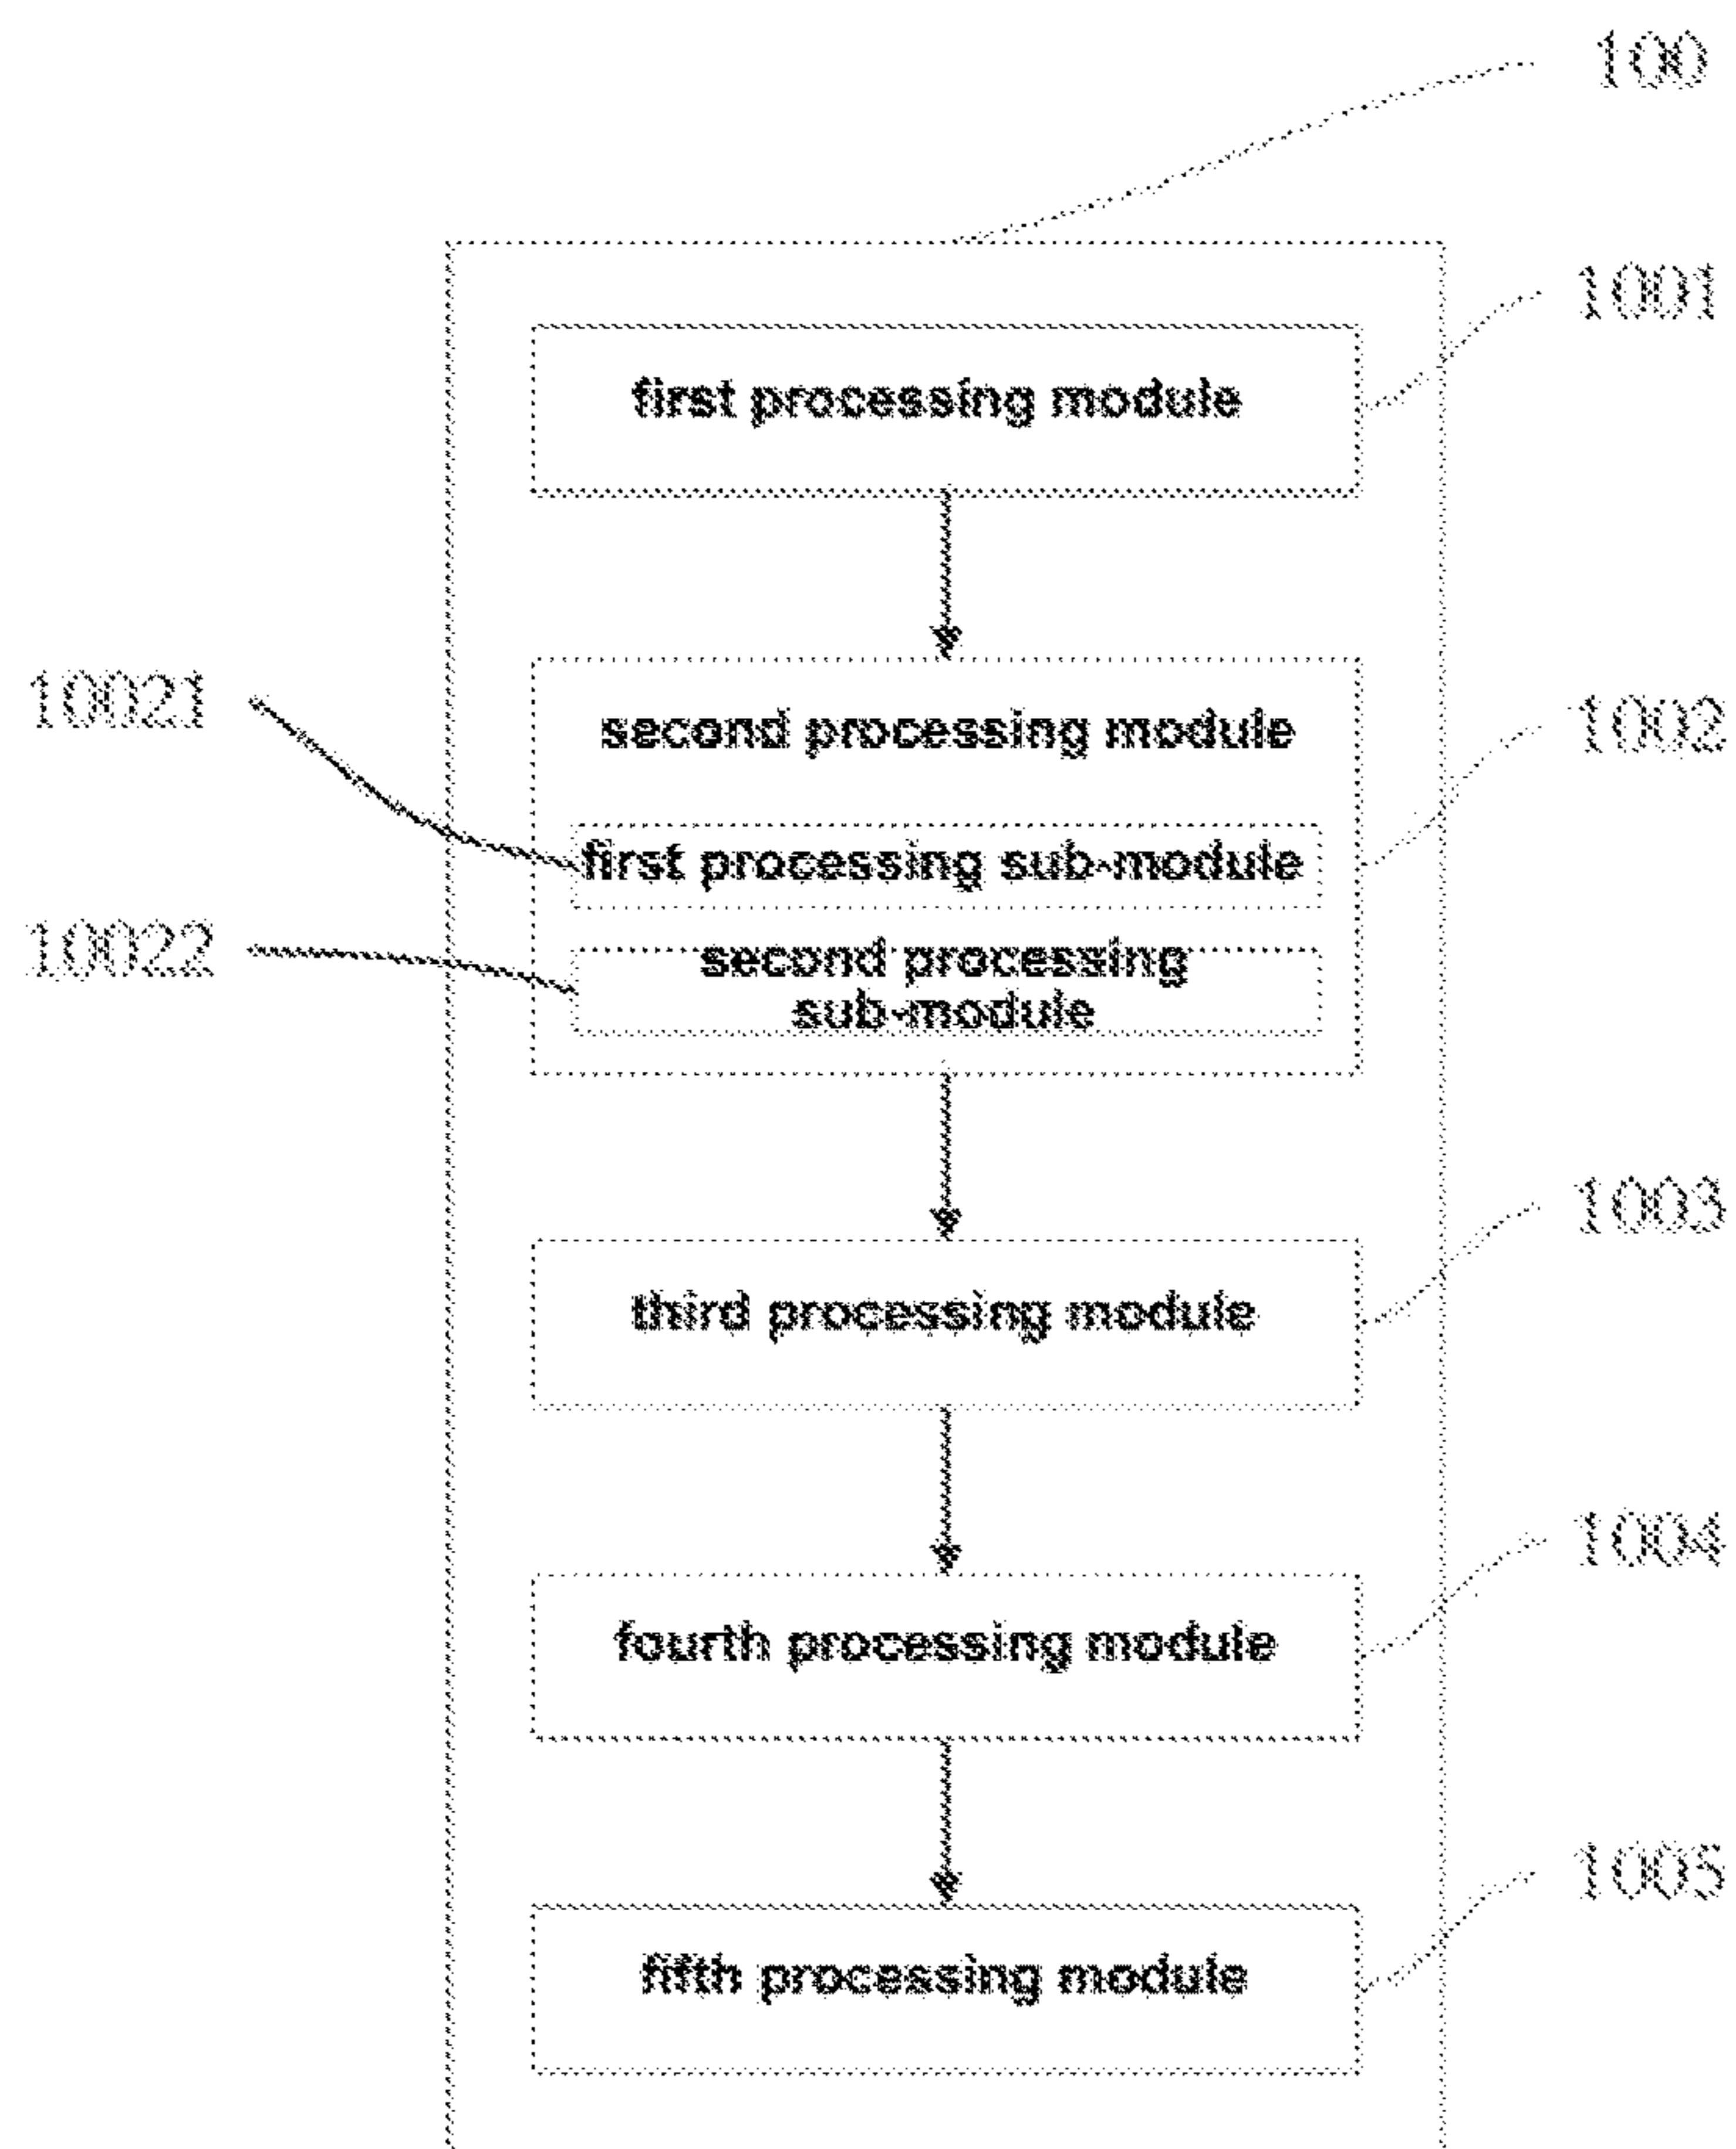 100
1001
first processing module
10021
second processing module
1002
first processing sub-module
10022
second processing
sub-module
1003
third processing module
1004
fourth processing module
1005
fifth processing module